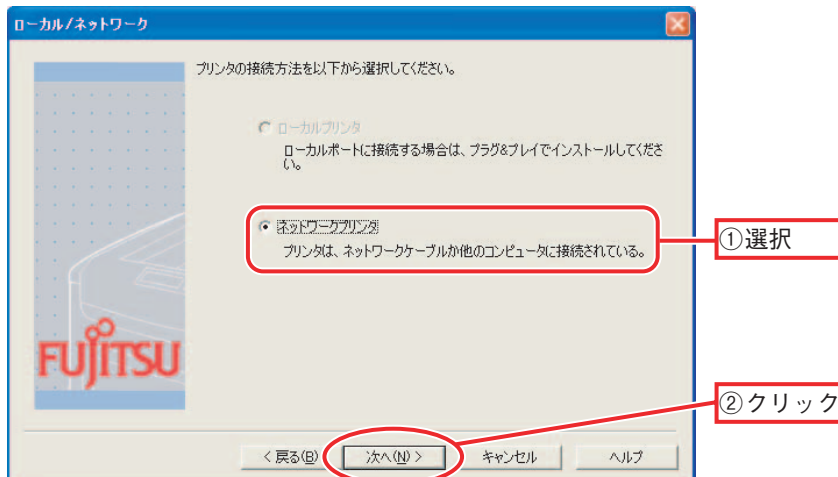 ローカル/ネットワーク
プリンタの接続方法を以下から選択してください。
ローカルプリンタ
ローカルポートに接続する場合は、プラグ&プレイでインストールしてくださ
い。
ネットワークプリンタ
プリンタは、ネットワークケーブルか他のコンピュータに接続されている。
①選択
FUJITSU
②クリック
< 戻る(B)
次へ(N) >
キャンセル
ヘルプ